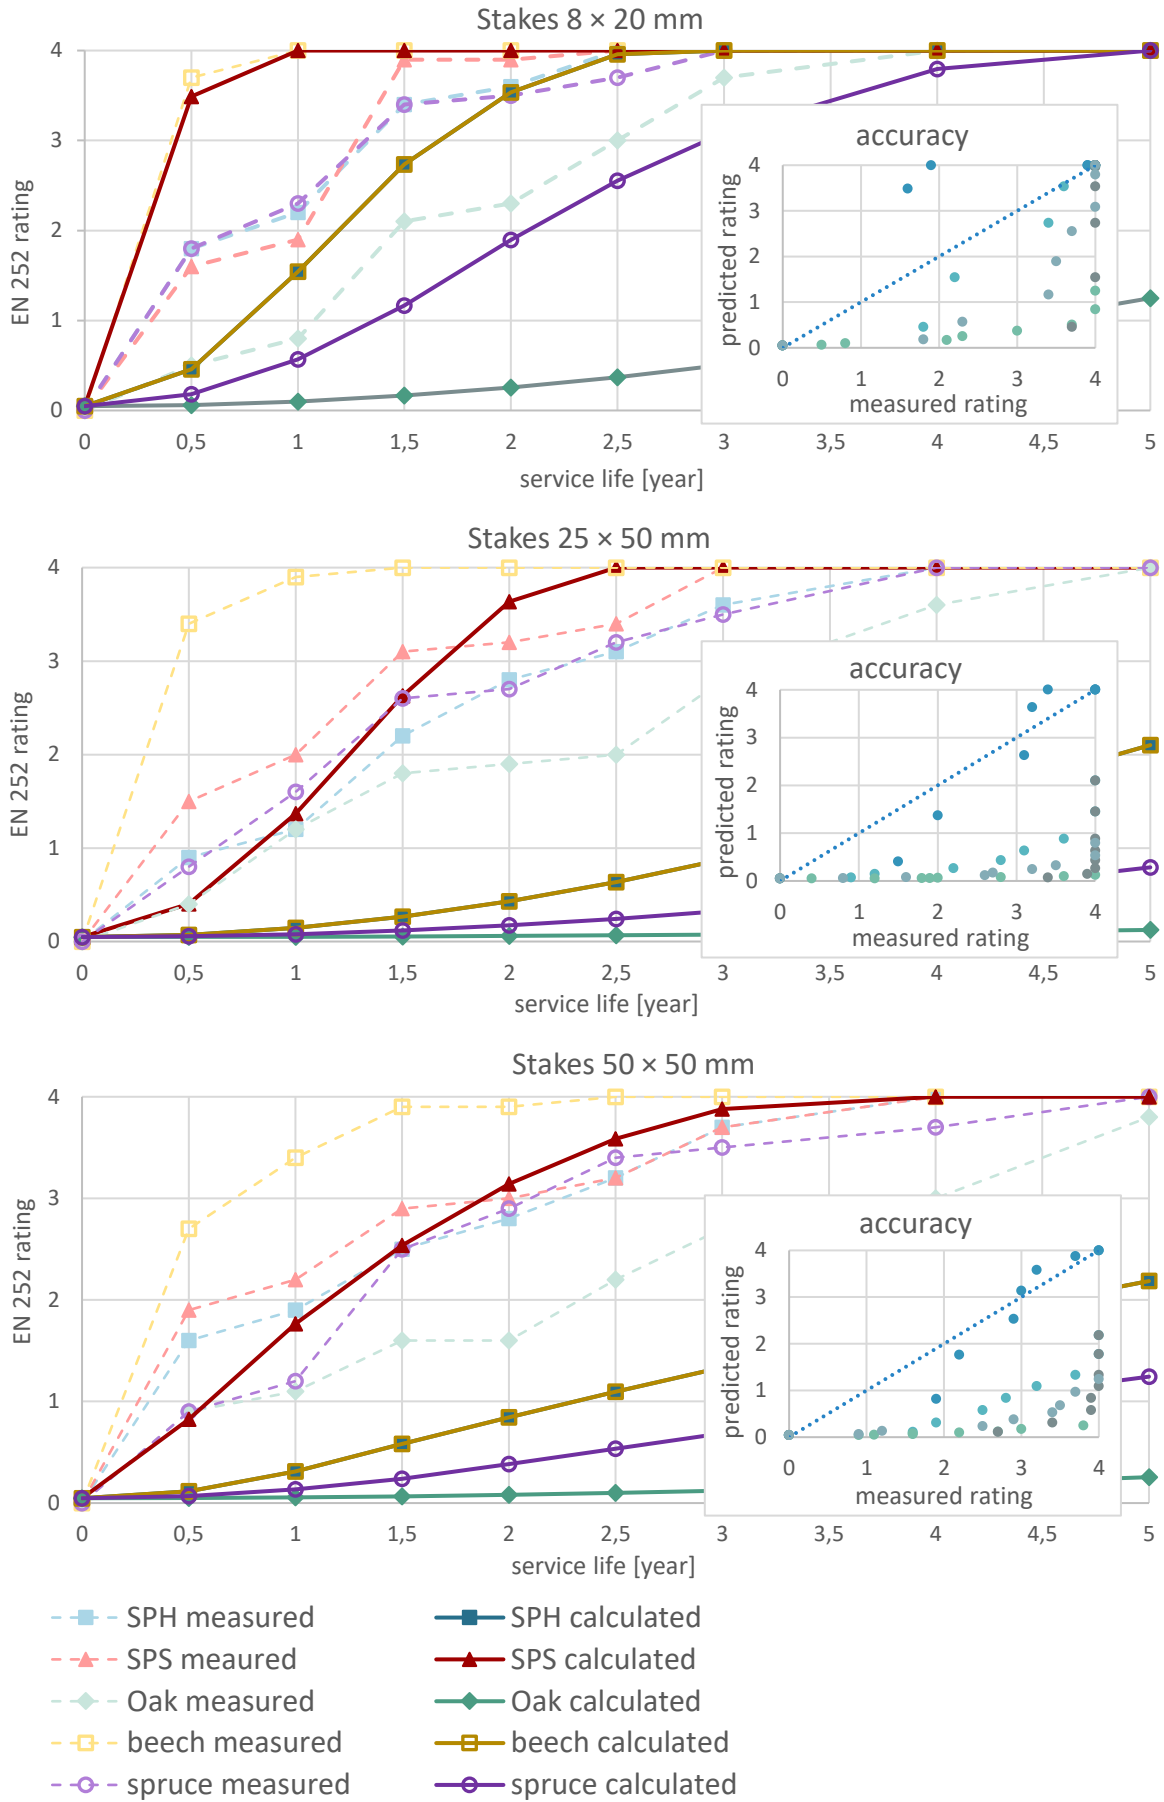 Stakes 8 × 20 mm
4
3
2
1
0
EN 252 rating
0 0,5 1 1,5 2 2,5 3 3,5 4 4,5 5
service life [year]
accuracy
4
3
2
1
0
predicted rating
0 1 2 3 4
measured rating
Stakes 25 × 50 mm
4
3
2
1
0
EN 252 rating
0 0,5 1 1,5 2 2,5 3 3,5 4 4,5 5
service life [year]
accuracy
4
3
2
1
0
predicted rating
0 1 2 3 4
measured rating
Stakes 50 × 50 mm
4
3
2
1
0
EN 252 rating
0 0,5 1 1,5 2 2,5 3 3,5 4 4,5 5
service life [year]
accuracy
4
3
2
1
0
predicted rating
0 1 2 3 4
measured rating
SPH measured SPH calculated
SPS meaured SPS calculated
Oak measured Oak calculated
beech measured beech calculated
spruce measured spruce calculated